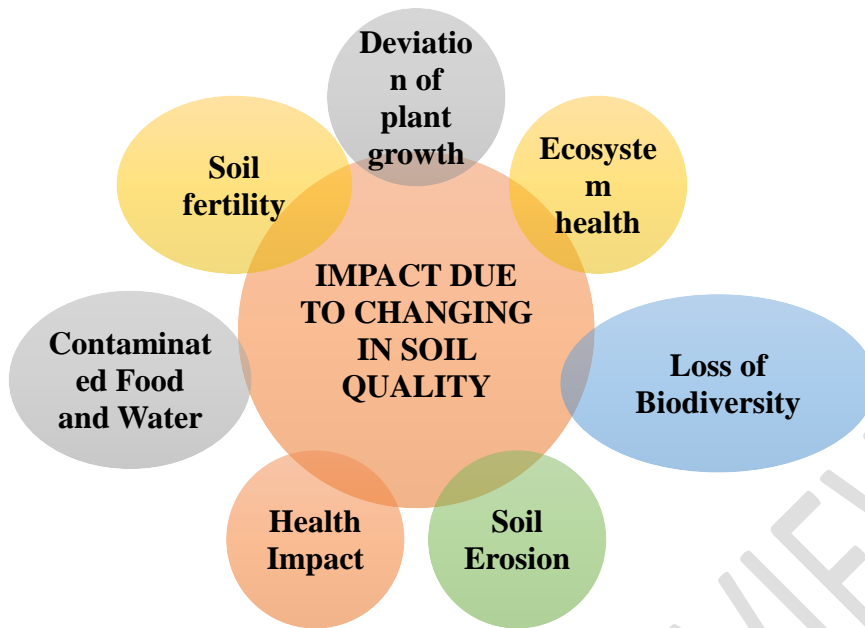 Deviatio
n of
plant
growth
Soil
fertility
Ecosyste
m
health
IMPACT DUE
TO CHANGING
IN SOIL
QUALITY
Contaminat
ed Food
and Water
Loss of
Biodiversity
Health
Impact
Soil
Erosion